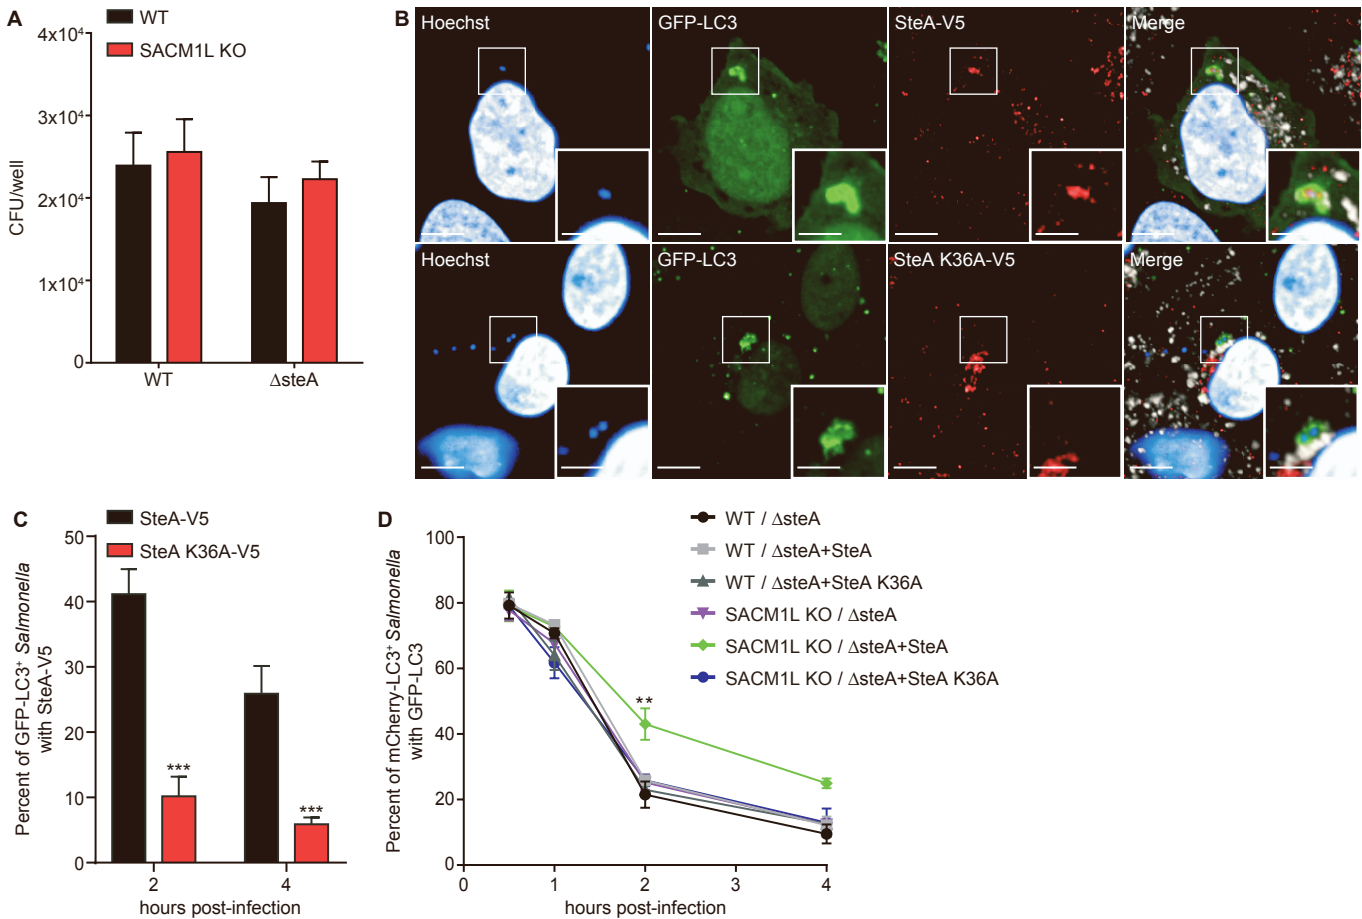 A
WT
SACM1L KO
4x10⁴
3x10⁴
2x10⁴
1x10⁴
0
CFU/well
WT
ΔsteA
B
Hoechst
GFP-LC3
SteA-V5
Merge
Hoechst
GFP-LC3
SteA K36A-V5
Merge
C
SteA-V5
SteA K36A-V5
50
40
30
20
10
0
Percent of GFP-LC3⁺ Salmonella
with SteA-V5
***
***
2
4
hours post-infection
D
WT / ΔsteA
WT / ΔsteA+SteA
WT / ΔsteA+SteA K36A
SACM1L KO / ΔsteA
SACM1L KO / ΔsteA+SteA
SACM1L KO / ΔsteA+SteA K36A
100
80
60
40
20
0
Percent of mCherry-LC3⁺ Salmonella
with GFP-LC3
**
0
1
2
3
4
hours post-infection